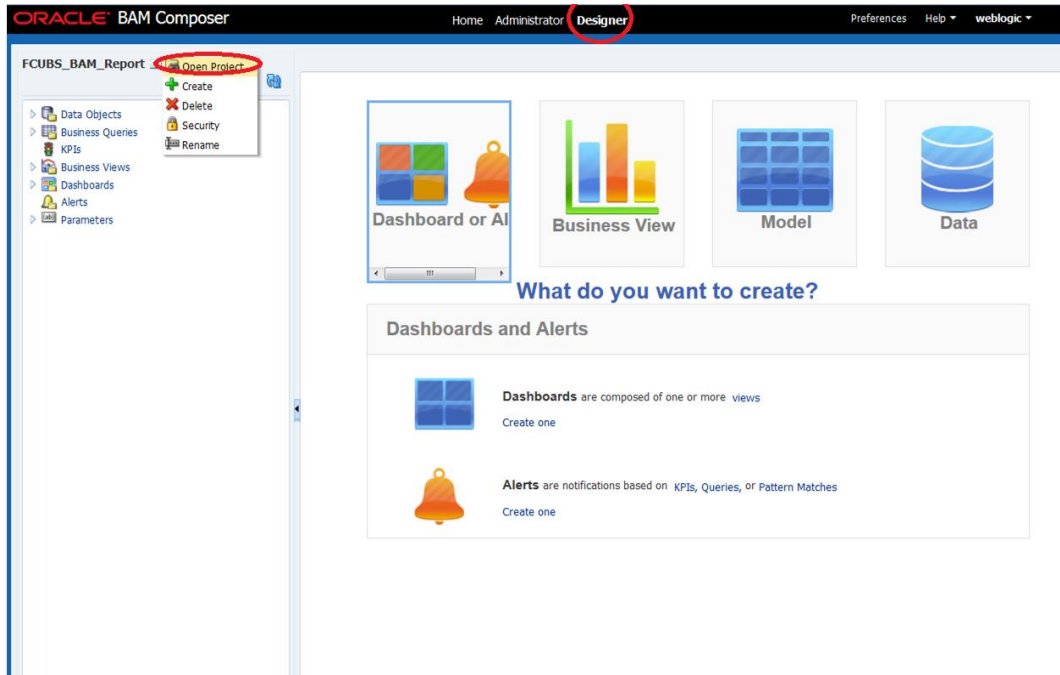 ORACLE BAM Composer
Home Administrator Designer
Preferences Help weblogic
FCUBS_BAM_Report
Open Project
Create
Delete
Security
Rename
Data Objects
Business Queries
KPIs
Business Views
Dashboards
Alerts
Parameters
Dashboard or Al
Business View
Model
Data
What do you want to create?
Dashboards and Alerts
Dashboards are composed of one or more views
Create one
Alerts are notifications based on KPIs, Queries, or Pattern Matches
Create one